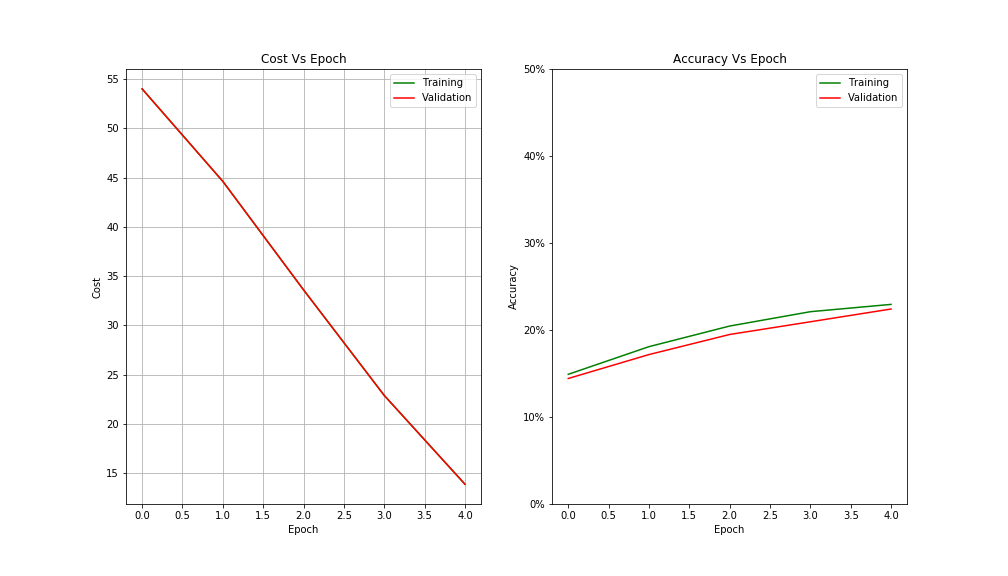 Cost Vs Epoch
Training
Validation
55
50
45
40
35
30
25
20
15
Cost
0.0 0.5 1.0 1.5 2.0 2.5 3.0 3.5 4.0
Epoch
Accuracy Vs Epoch
Training
Validation
50%
40%
30%
20%
10%
0%
Accuracy
0.0 0.5 1.0 1.5 2.0 2.5 3.0 3.5 4.0
Epoch